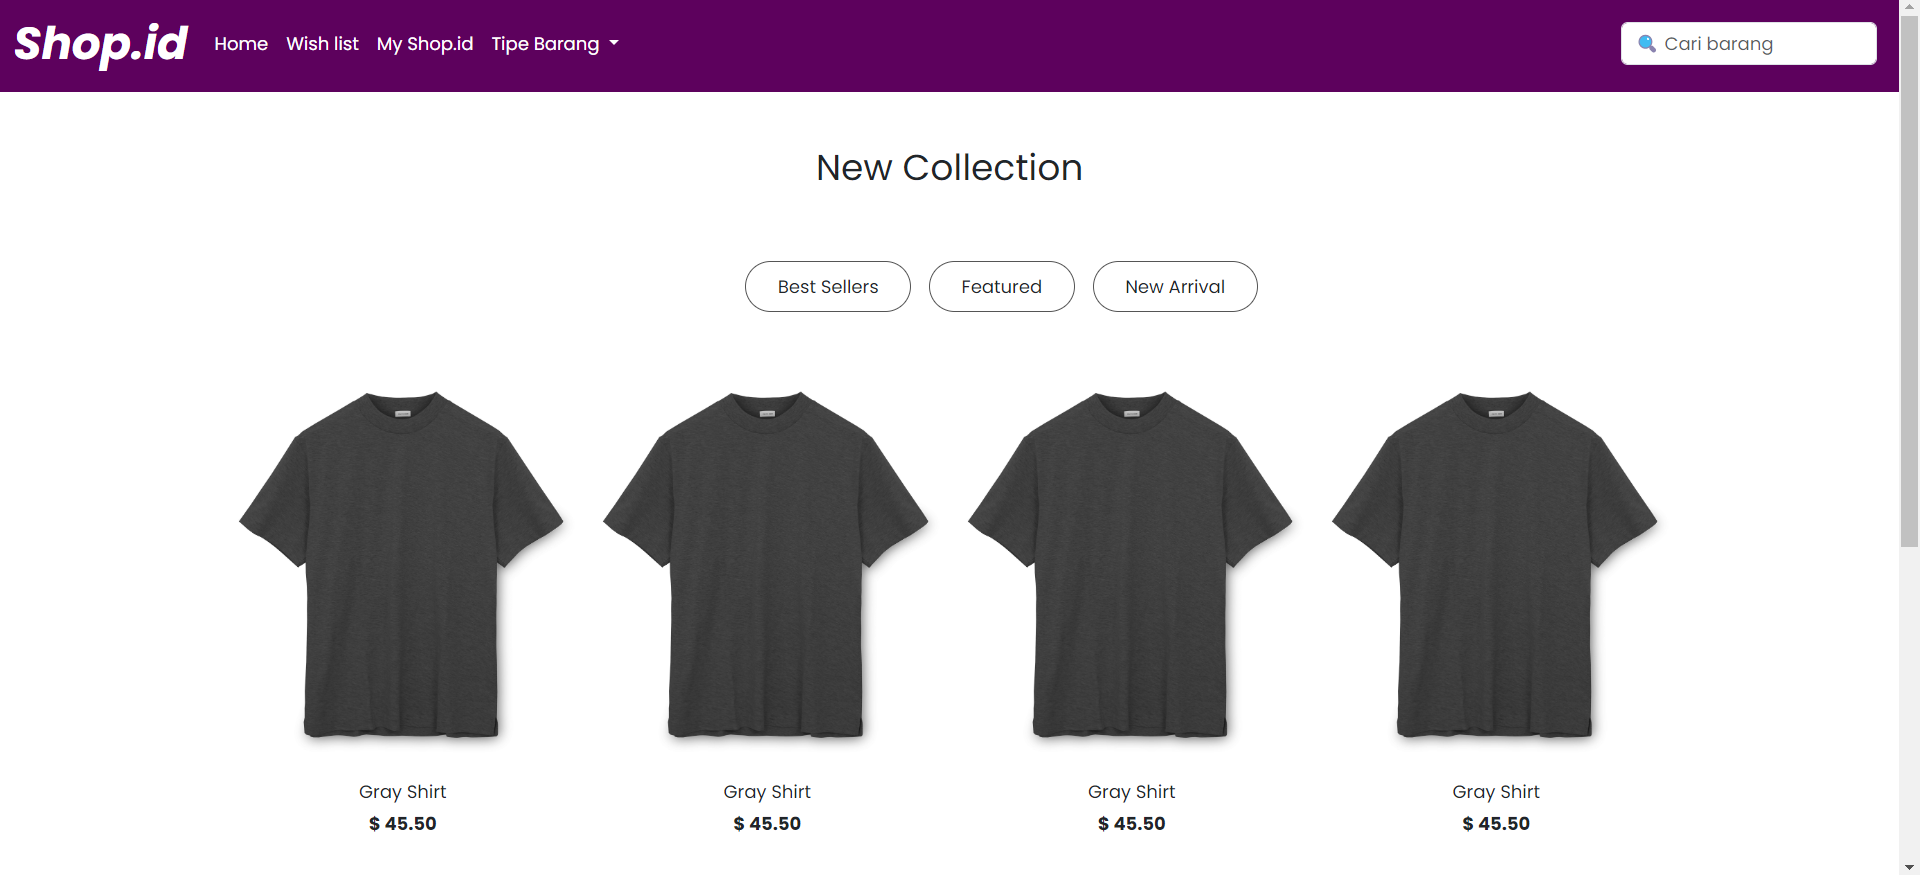 Shop.id Home Wish list My Shop.id Tipe Barang Cari barang
New Collection
Best Sellers Featured New Arrival
Gray Shirt Gray Shirt Gray Shirt Gray Shirt
$ 45.50 $ 45.50 $ 45.50 $ 45.50